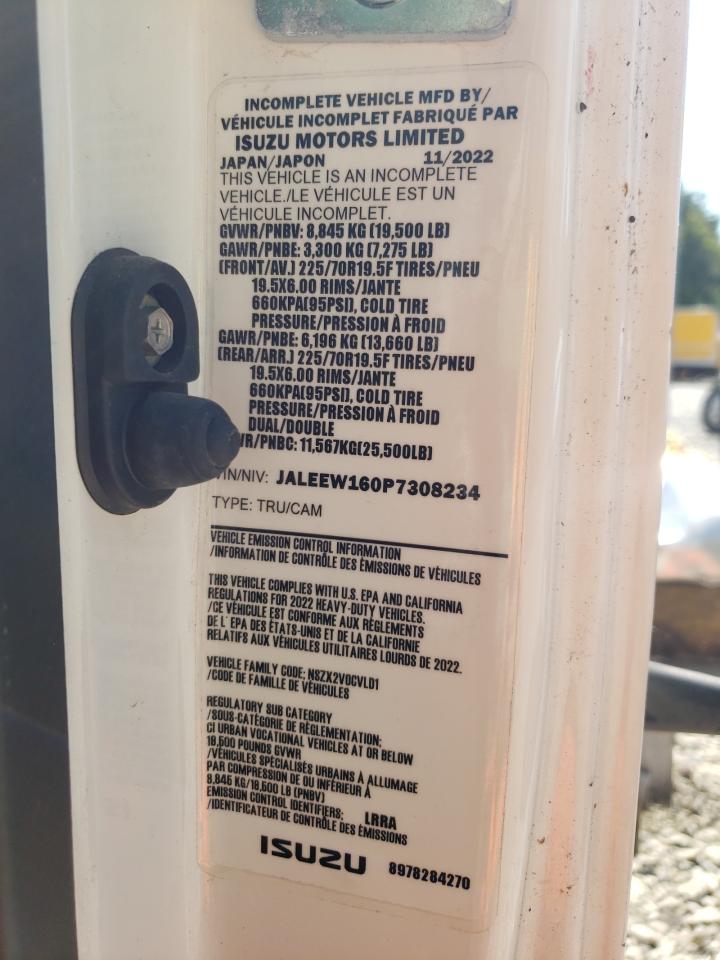 INCOMPLETE VEHICLE MFD BY/
VÉHICULE INCOMPLET FABRIQUÉ PAR
ISUZU MOTORS LIMITED
JAPAN/JAPON 11/2022
THIS VEHICLE IS AN INCOMPLETE
VEHICLE./LE VÉHICULE EST UN
VÉHICULE INCOMPLET.
GVWR/PNBV: 8,845 KG (19,500 LB)
GAWR/PNBE: 3,300 KG (7,275 LB)
(FRONT/AV.) 225/70R19.5F TIRES/PNEU
19.5X6.00 RIMS/JANTE
660KPA(95PSI), COLD TIRE
PRESSURE/PRESSION À FROID
GAWR/PNBE: 6,196 KG (13,660 LB)
(REAR/ARR.) 225/70R19.5F TIRES/PNEU
19.5X6.00 RIMS/JANTE
660KPA(95PSI), COLD TIRE
PRESSURE/PRESSION À FROID
DUAL/DOUBLE
WR/PNBC: 11,567KG(25,500LB)
VIN/NIV: JALEEW160P7308234
TYPE: TRU/CAM
VEHICLE EMISSION CONTROL INFORMATION
/INFORMATION DE CONTRÔLE DES ÉMISSIONS DE VÉHICULES
THIS VEHICLE COMPLIES WITH U.S. EPA AND CALIFORNIA
REGULATIONS FOR 2022 HEAVY-DUTY VEHICLES.
/CE VÉHICULE EST CONFORME AUX RÈGLEMENTS
DE L' EPA DES ÉTATS-UNIS ET DE LA CALIFORNIE
RELATIFS AUX VÉHICULES UTILITAIRES LOURDS DE 2022.
VEHICLE FAMILY CODE: NSZX2VOCVLD1
/CODE DE FAMILLE DE VÉHICULES
REGULATORY SUB CATEGORY
/SOUS-CATÉGORIE DE RÉGLEMENTATION:
CI URBAN VOCATIONAL VEHICLES AT OR BELOW
19,500 POUNDS GVWR
/VÉHICULES SPÉCIALISÉS URBAINS À ALLUMAGE
PAR COMPRESSION DE OU INFÉRIEUR À
8,845 KG/19,500 LB (PNBV)
EMISSION CONTROL IDENTIFIERS: LRRA
/IDENTIFICATEUR DE CONTRÔLE DES ÉMISSIONS
ISUZU 8978284270